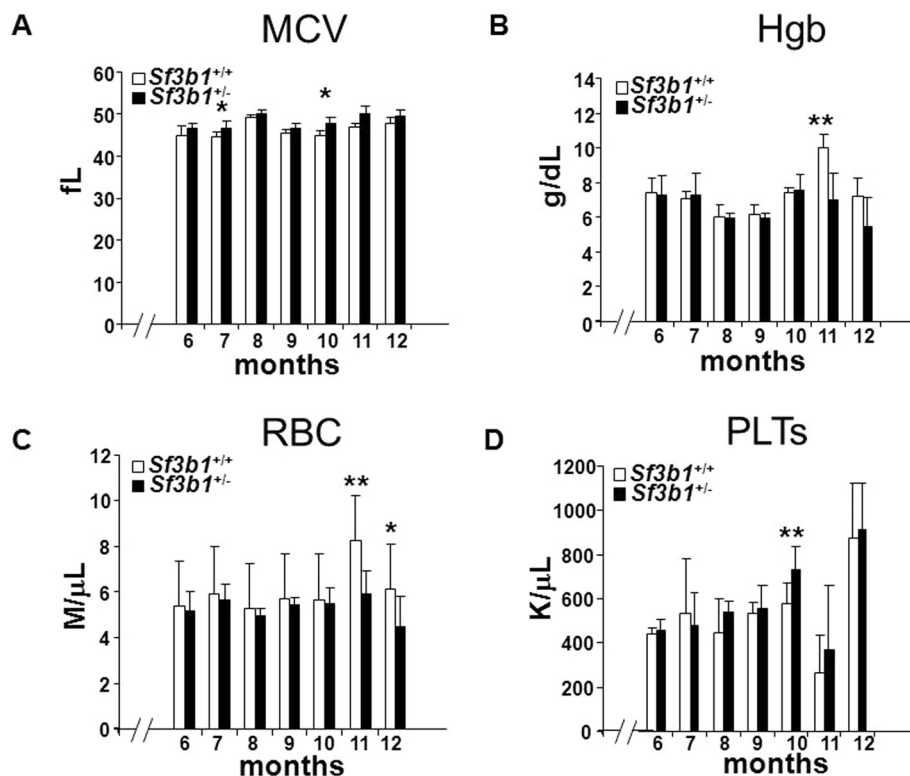 A
MCV
Sf3b1+/+
Sf3b1+/-
*
*
60
50
40
30
20
10
0
fL
6 7 8 9 10 11 12
months
B
Hgb
Sf3b1+/+
Sf3b1+/-
**
14
12
10
8
6
4
2
0
g/dL
6 7 8 9 10 11 12
months
C
RBC
Sf3b1+/+
Sf3b1+/-
**
*
12
10
8
6
4
2
0
M/µL
6 7 8 9 10 11 12
months
D
PLTs
Sf3b1+/+
Sf3b1+/-
**
1200
1000
800
600
400
200
0
K/µL
6 7 8 9 10 11 12
months